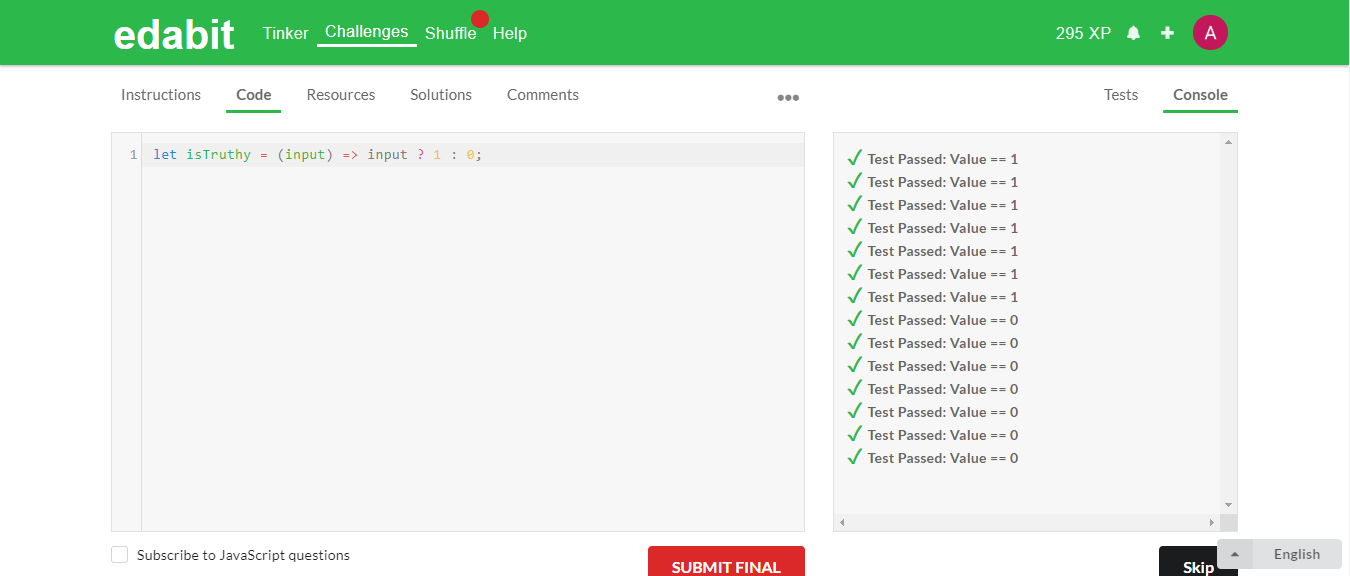 edabit Tinker Challenges Shuffle Help 295 XP A
Instructions Code Resources Solutions Comments Tests Console
1 let isTruthy = (input) => input ? 1 : 0;
Test Passed: Value == 1
Test Passed: Value == 1
Test Passed: Value == 1
Test Passed: Value == 1
Test Passed: Value == 1
Test Passed: Value == 1
Test Passed: Value == 1
Test Passed: Value == 0
Test Passed: Value == 0
Test Passed: Value == 0
Test Passed: Value == 0
Test Passed: Value == 0
Test Passed: Value == 0
Test Passed: Value == 0
Subscribe to JavaScript questions
SUBMIT FINAL
Skip
English